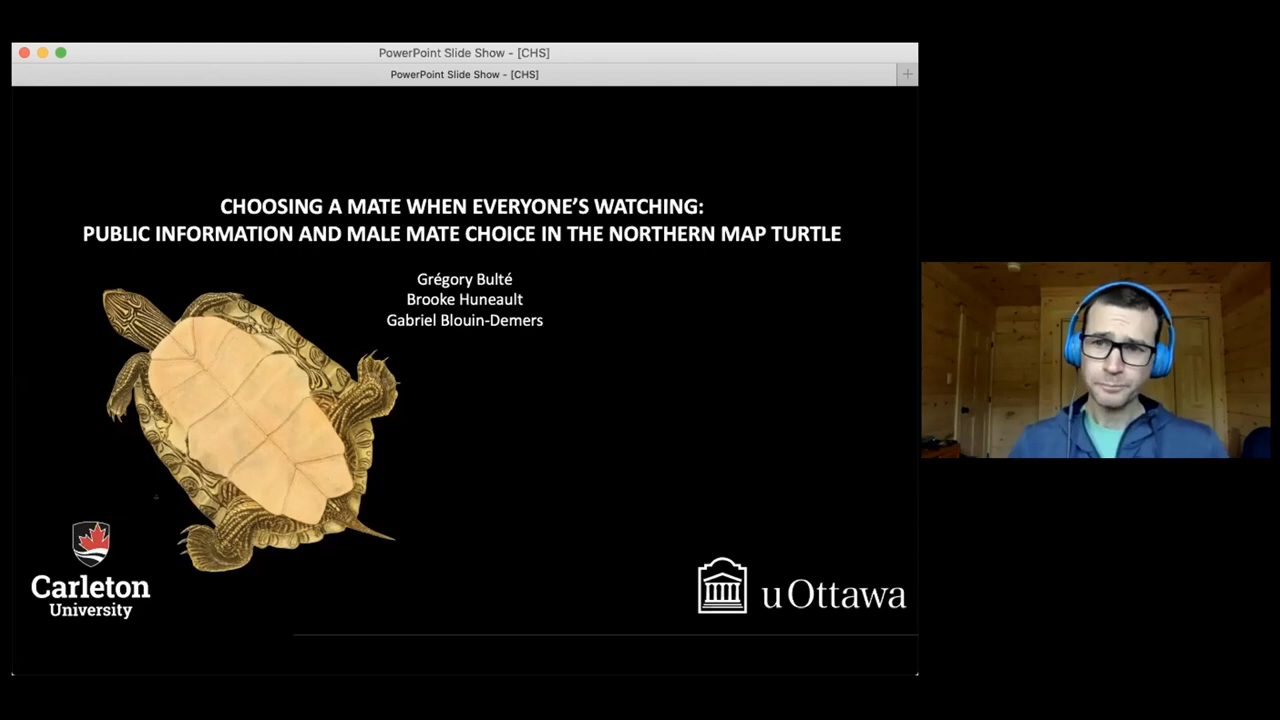 PowerPoint Slide Show - [CHS]
PowerPoint Slide Show - [CHS]
CHOOSING A MATE WHEN EVERYONE'S WATCHING:
PUBLIC INFORMATION AND MALE MATE CHOICE IN THE NORTHERN MAP TURTLE
Grégory Bulté
Brooke Huneault
Gabriel Blouin-Demers
Carleton
University
uOttawa